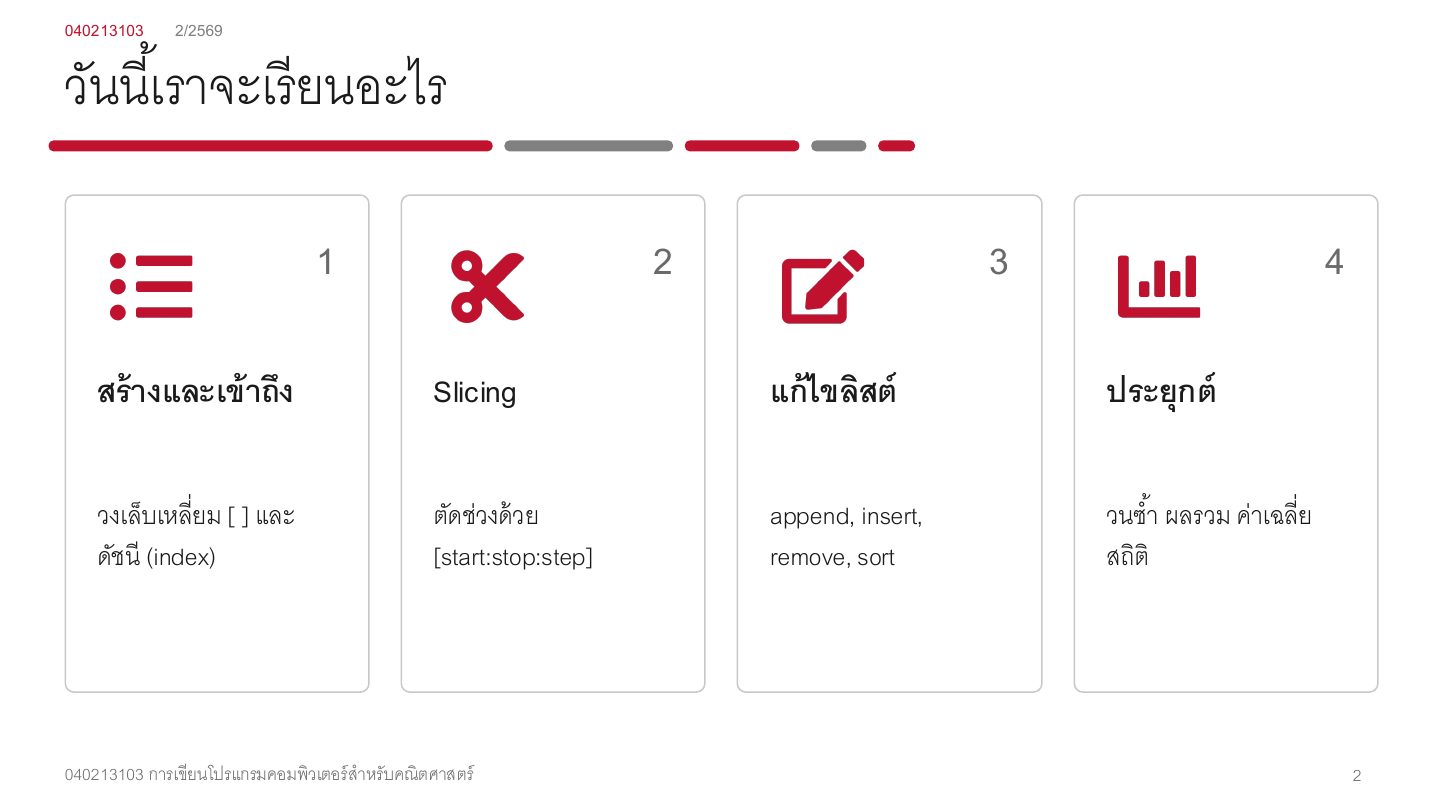 040213103 2/2569
วันนี้เราจะเรียนอะไร
1
สร้างและเข้าถึง
วงเล็บเหลี่ยม [ ] และ
ดัชนี (index)
2
Slicing
ตัดช่วงด้วย
[start:stop:step]
3
แก้ไขลิสต์
append, insert,
remove, sort
4
ประยุกต์
วนซ้ำ ผลรวม ค่าเฉลี่ย
สถิติ
040213103 การเขียนโปรแกรมคอมพิวเตอร์สำหรับคณิตศาสตร์
2